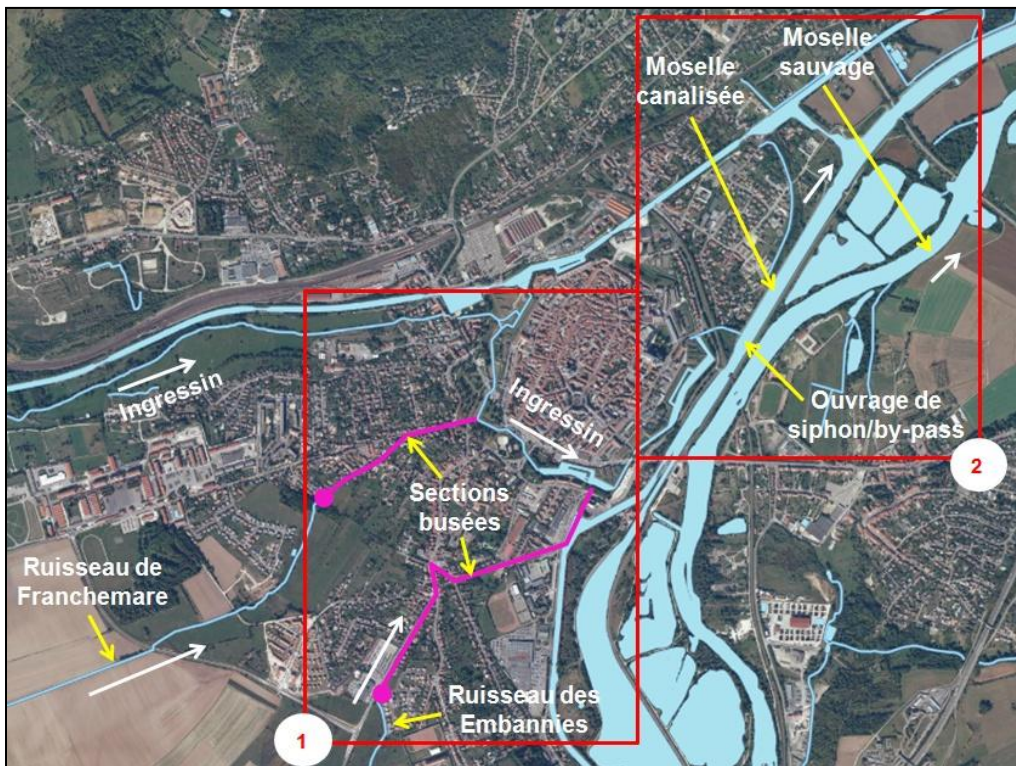 Moselle
sauvage
Moselle
canalisée
Ingressin
Ingressin
Ouvrage de
siphon/by-pass
2
Sections
busées
Ruisseau de
Franchemare
Ruisseau des
Embannies
1